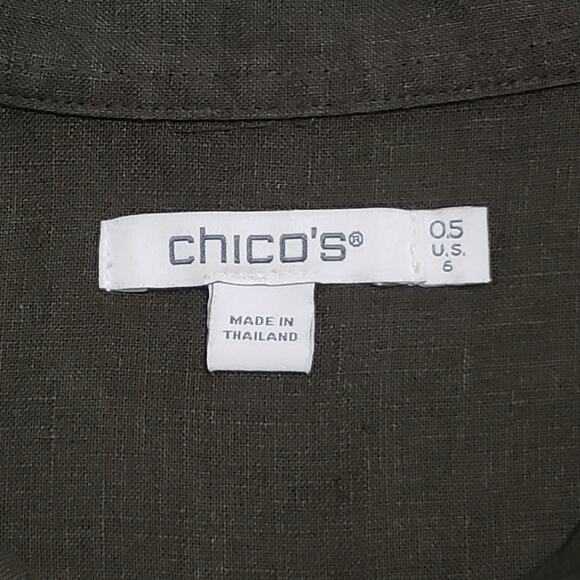 chico's®
0.5
U.S.
6
MADE IN
THAILAND